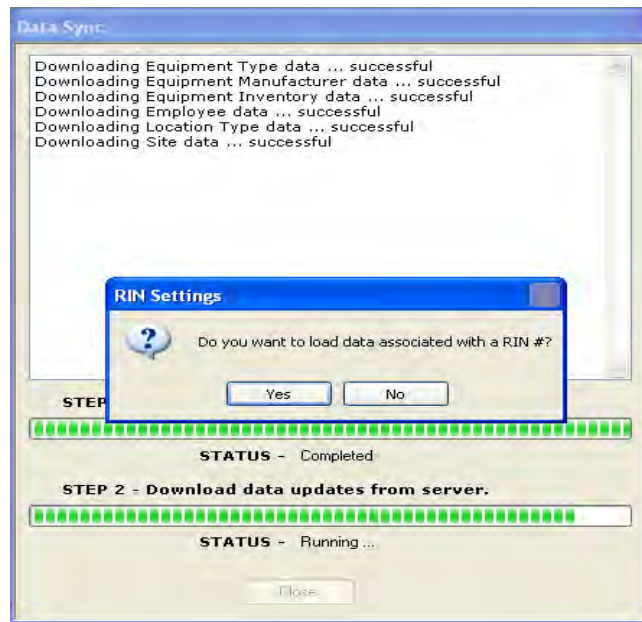 Data Sync
Downloading Equipment Type data ... successful
Downloading Equipment Manufacturer data ... successful
Downloading Equipment Inventory data ... successful
Downloading Employee data ... successful
Downloading Location Type data ... successful
Downloading Site data ... successful
RIN Settings
Do you want to load data associated with a RIN #?
Yes No
STEP
STATUS - Completed
STEP 2 - Download data updates from server.
STATUS - Running ...
Close